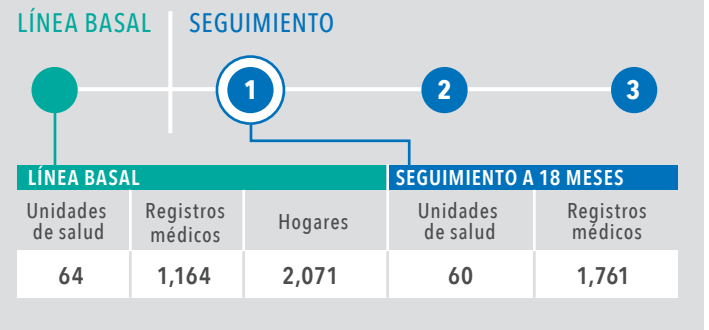 LÍNEA BASAL
SEGUIMIENTO
1
2
3
LÍNEA BASAL
SEGUIMIENTO A 18 MESES
Unidades
de salud
Registros
médicos
Hogares
Unidades
de salud
Registros
médicos
64
1,164
2,071
60
1,761